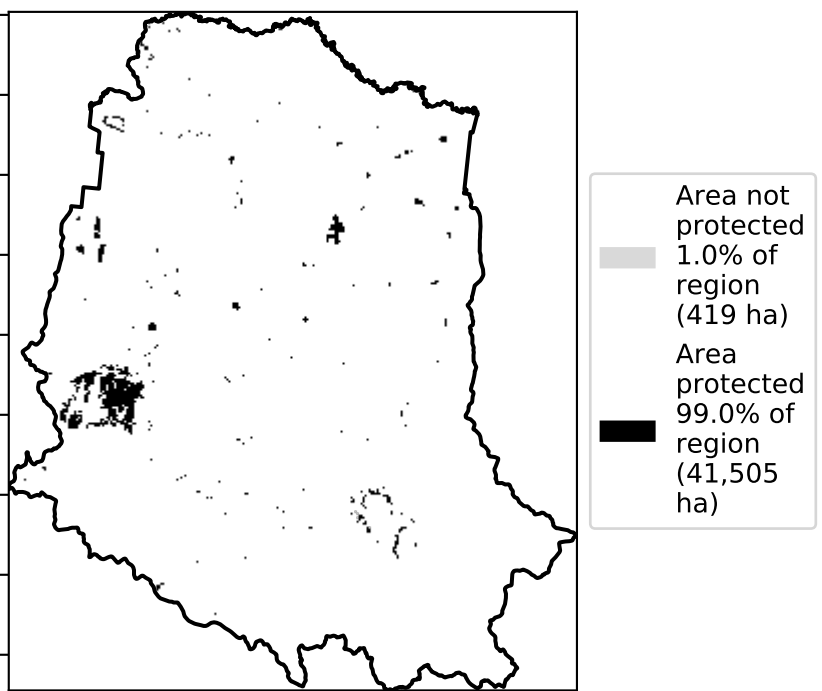 Area not
protected
1.0% of
region
(419 ha)
Area
protected
99.0% of
region
(41,505
ha)